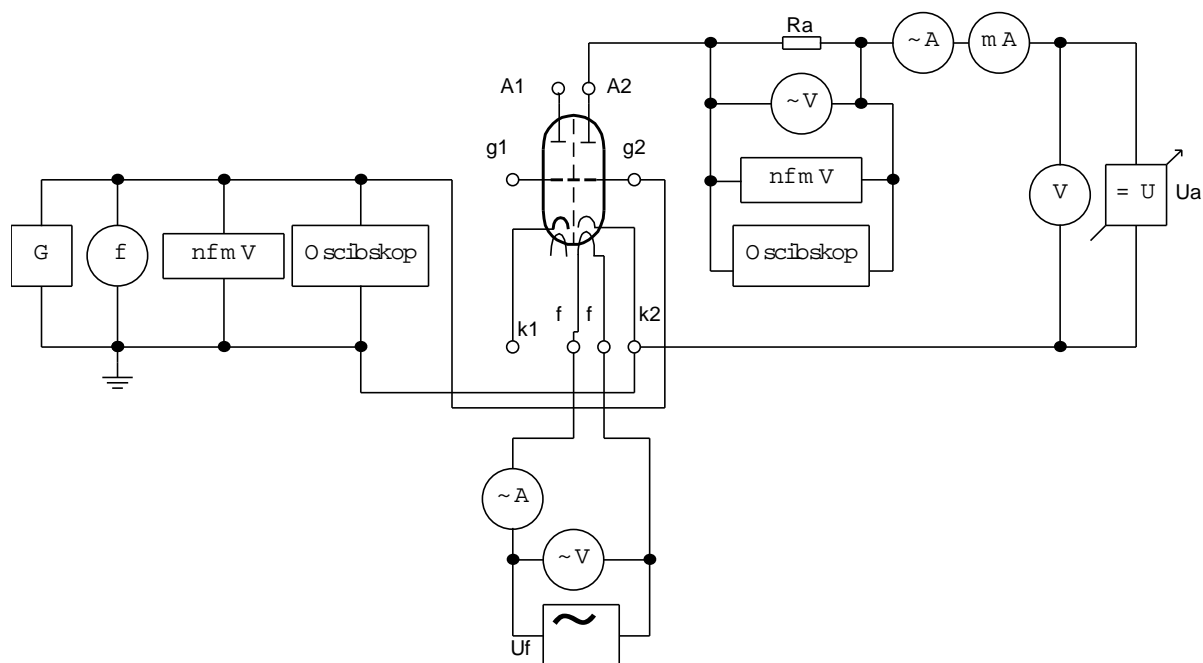 Ra
~A
mA
A1
A2
~V
g1
g2
nfmV
V
= U
Ua
G
f
nfmV
Oscibskop
Oscibskop
k1
f
f
k2
~A
~V
Uf